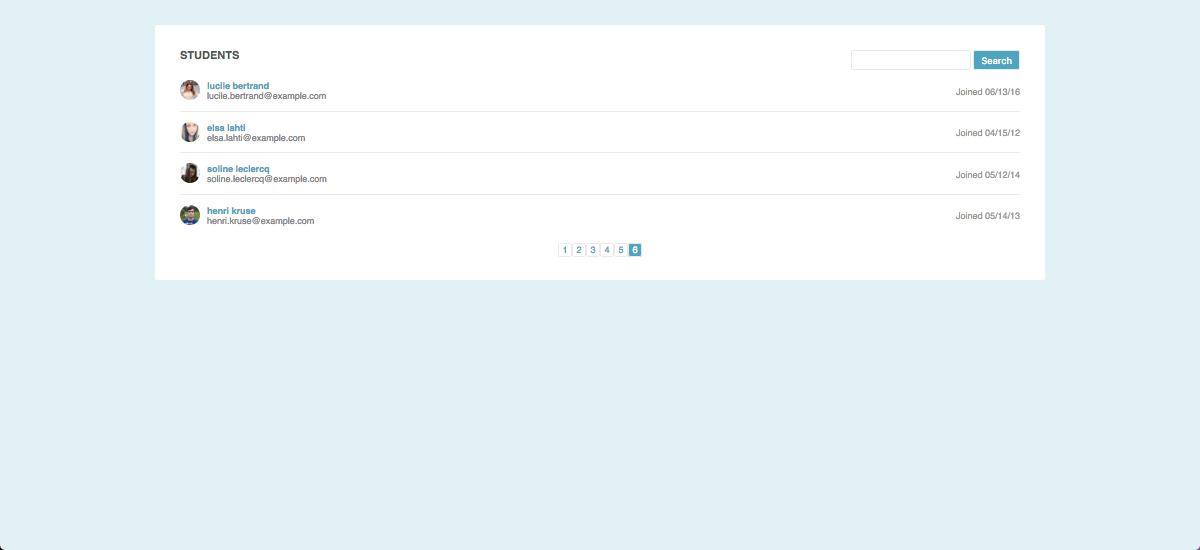 STUDENTS
Search
lucile bertrand
lucile.bertrand@example.com
Joined 06/13/16
elsa lahti
elsa.lahti@example.com
Joined 04/15/12
soline leclercq
soline.leclercq@example.com
Joined 05/12/14
henri kruse
henri.kruse@example.com
Joined 05/14/13
1 2 3 4 5 6